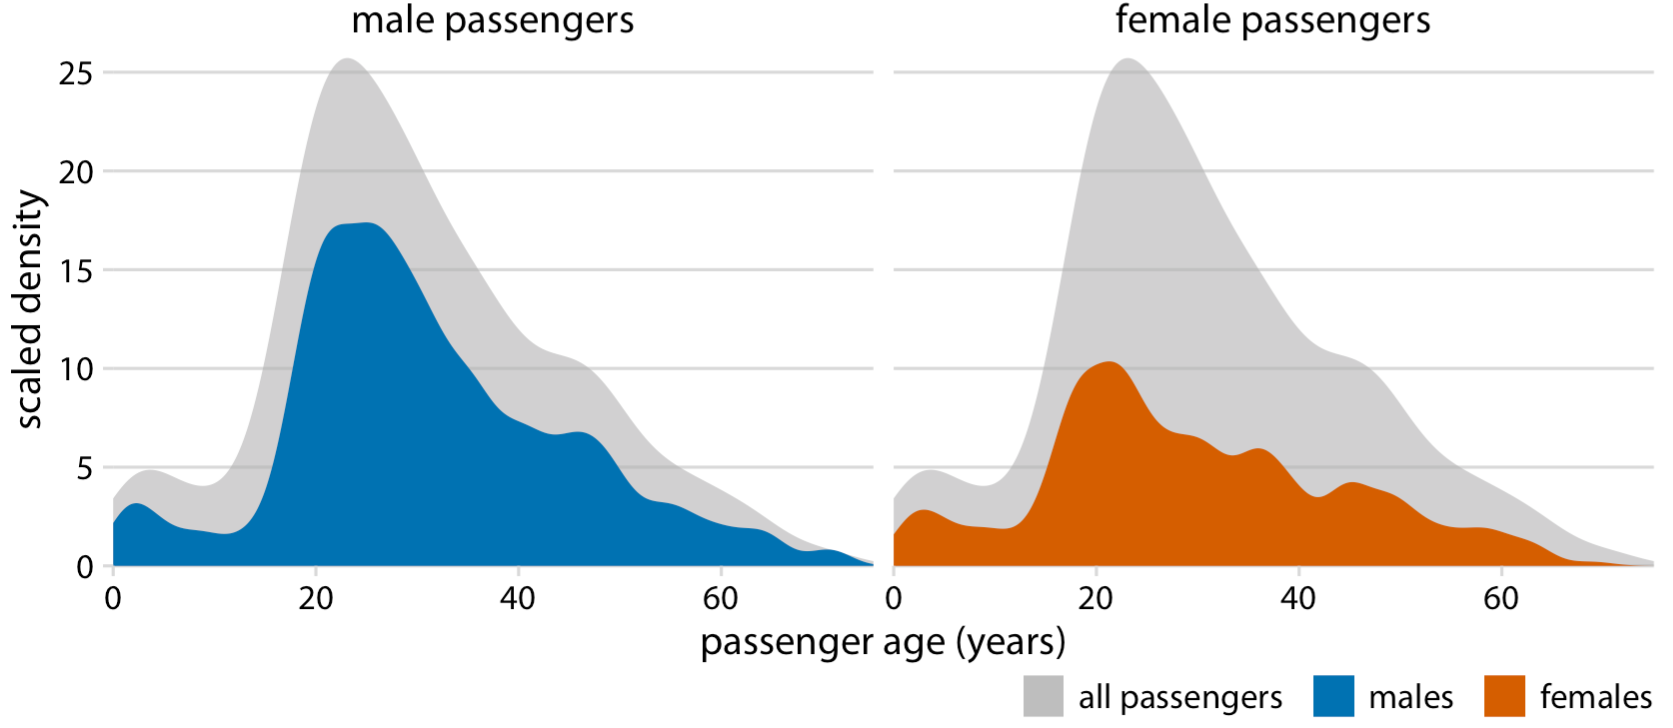 male passengers
female passengers
scaled density
25
20
15
10
5
0
0 20 40 60
0 20 40 60
passenger age (years)
all passengers males females